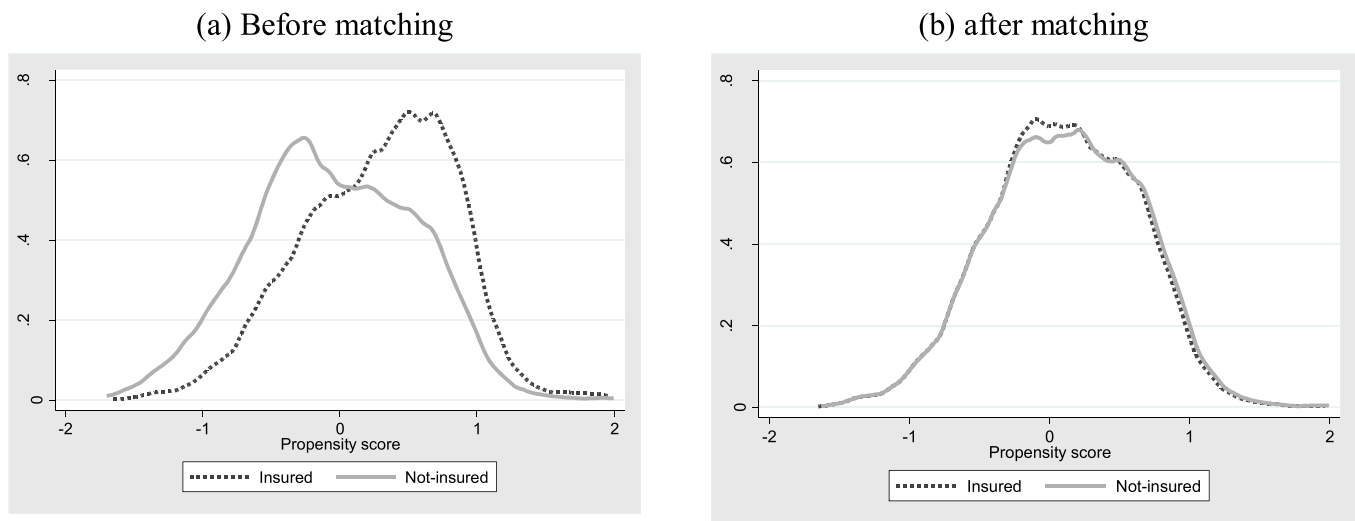 (a) Before matching
.8
.6
.4
.2
0
-2 -1 0 1 2
Propensity score
Insured Not-insured
(b) after matching
.8
.6
.4
.2
0
-2 -1 0 1 2
Propensity score
Insured Not-insured